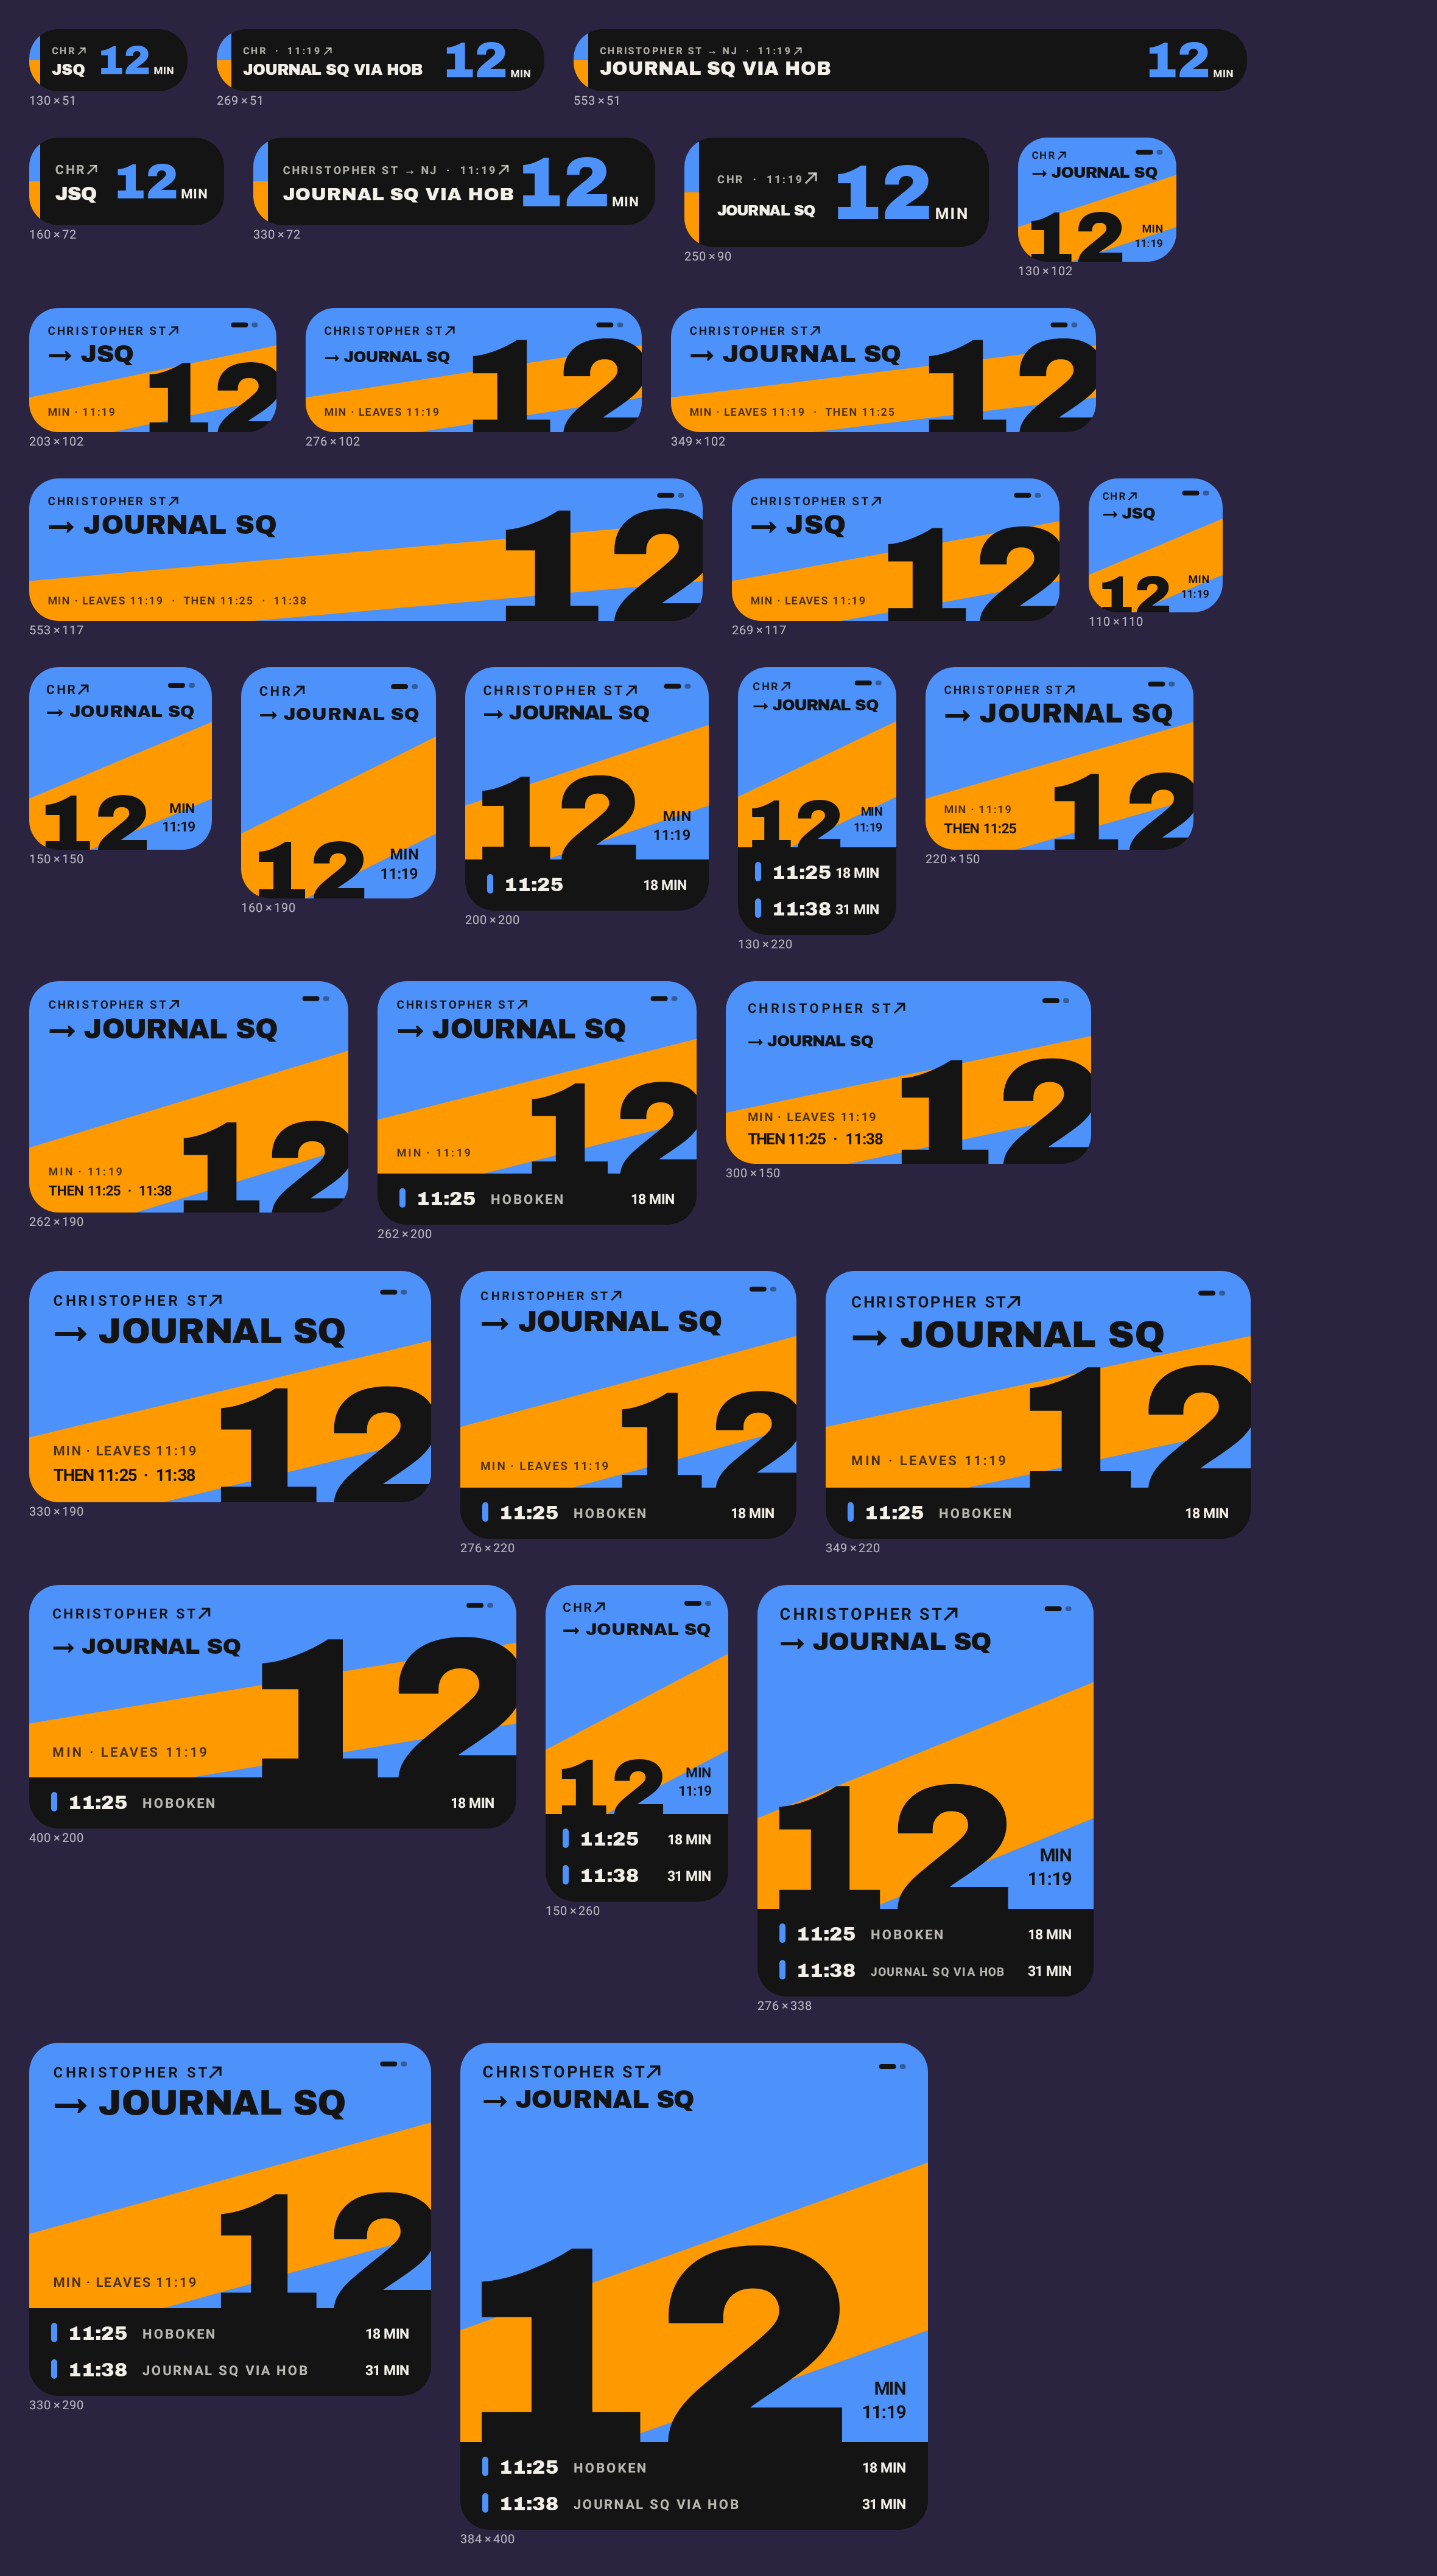 CHR↗
JSQ
12 MIN
130×51
CHR · 11:19↗
JOURNAL SQ VIA HOB
12 MIN
269×51
CHRISTOPHER ST → NJ · 11:19↗
JOURNAL SQ VIA HOB
12 MIN
553×51
CHR↗
JSQ
12 MIN
160×72
CHRISTOPHER ST → NJ · 11:19↗
JOURNAL SQ VIA HOB
12 MIN
330×72
CHR · 11:19↗
JOURNAL SQ
12 MIN
250×90
CHR↗
→ JOURNAL SQ
12
MIN
11:19
130×102
CHRISTOPHER ST↗
→ JSQ
MIN · 11:19
12
203×102
CHRISTOPHER ST↗
→ JOURNAL SQ
MIN · LEAVES 11:19
12
276×102
CHRISTOPHER ST↗
→ JOURNAL SQ
MIN · LEAVES 11:19 · THEN 11:25
12
349×102
CHRISTOPHER ST↗
→ JOURNAL SQ
MIN · LEAVES 11:19 · THEN 11:25 · 11:38
12
553×117
CHRISTOPHER ST↗
→ JSQ
MIN · LEAVES 11:19
12
269×117
CHR↗
→ JSQ
12
MIN
11:19
110×110
CHR↗
→ JOURNAL SQ
12
MIN
11:19
150×150
CHR↗
→ JOURNAL SQ
12
MIN
11:19
160×190
CHRISTOPHER ST↗
→ JOURNAL SQ
12
MIN
11:19
11:25 18 MIN
200×200
CHR↗
→ JOURNAL SQ
12
MIN
11:19
11:25 18 MIN
11:38 31 MIN
130×220
CHRISTOPHER ST↗
→ JOURNAL SQ
MIN · 11:19
THEN 11:25
12
220×150
CHRISTOPHER ST↗
→ JOURNAL SQ
MIN · 11:19
THEN 11:25 · 11:38
12
262×190
CHRISTOPHER ST↗
→ JOURNAL SQ
MIN · 11:19
12
11:25 HOBOKEN 18 MIN
262×200
CHRISTOPHER ST↗
→ JOURNAL SQ
MIN · LEAVES 11:19
THEN 11:25 · 11:38
12
300×150
CHRISTOPHER ST↗
→ JOURNAL SQ
MIN · LEAVES 11:19
THEN 11:25 · 11:38
12
330×190
CHRISTOPHER ST↗
→ JOURNAL SQ
MIN · LEAVES 11:19
12
11:25 HOBOKEN 18 MIN
276×220
CHRISTOPHER ST↗
→ JOURNAL SQ
MIN · LEAVES 11:19
12
11:25 HOBOKEN 18 MIN
349×220
CHRISTOPHER ST↗
→ JOURNAL SQ
MIN · LEAVES 11:19
12
11:25 HOBOKEN 18 MIN
400×200
CHR↗
→ JOURNAL SQ
12
MIN
11:19
11:25 18 MIN
11:38 31 MIN
150×260
CHRISTOPHER ST↗
→ JOURNAL SQ
12
MIN
11:19
11:25 HOBOKEN 18 MIN
11:38 JOURNAL SQ VIA HOB 31 MIN
276×338
CHRISTOPHER ST↗
→ JOURNAL SQ
MIN · LEAVES 11:19
12
11:25 HOBOKEN 18 MIN
11:38 JOURNAL SQ VIA HOB 31 MIN
330×290
CHRISTOPHER ST↗
→ JOURNAL SQ
12
MIN
11:19
11:25 HOBOKEN 18 MIN
11:38 JOURNAL SQ VIA HOB 31 MIN
384×400